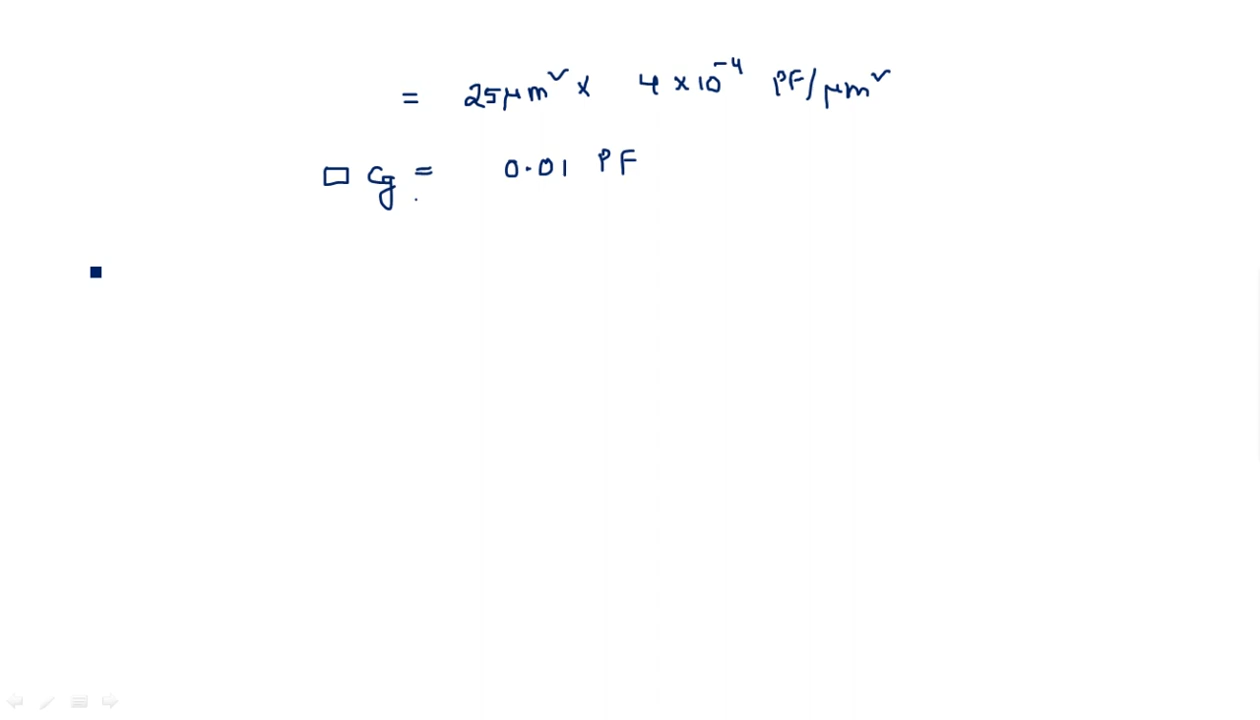 = 25μm² × 4 × 10⁻⁴ PF/μm²
□ Cg = 0.01 PF